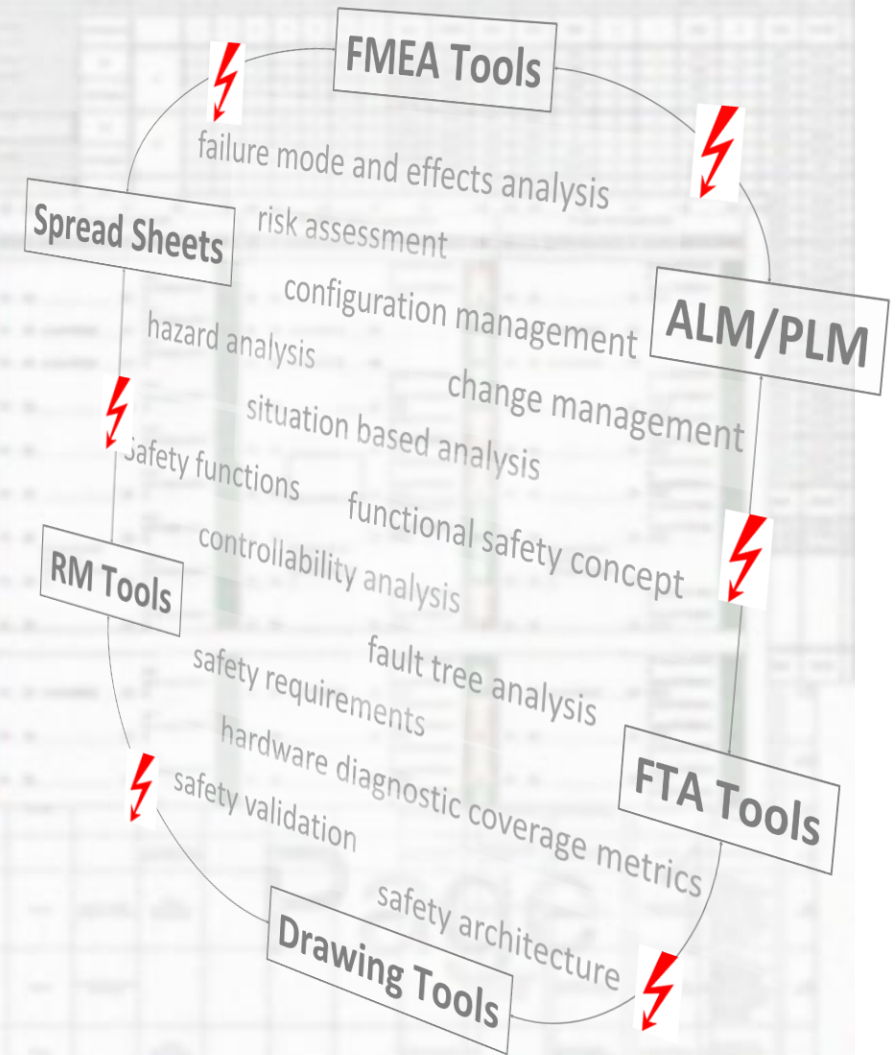 FMEA Tools
failure mode and effects analysis
Spread Sheets
risk assessment
configuration management
ALM/PLM
hazard analysis
change management
situation based analysis
Safety functions
functional safety concept
RM Tools
controllability analysis
fault tree analysis
safety requirements
hardware diagnostic coverage metrics
FTA Tools
safety validation
safety architecture
Drawing Tools